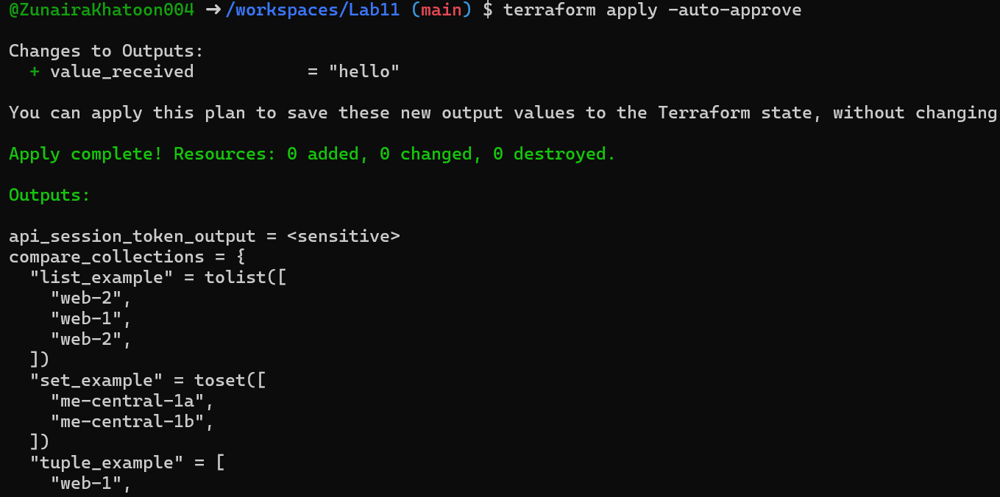 @ZunairaKhatoon004 ➜ /workspaces/Lab11 (main) $ terraform apply -auto-approve
Changes to Outputs:
  + value_received           = "hello"
You can apply this plan to save these new output values to the Terraform state, without changing
Apply complete! Resources: 0 added, 0 changed, 0 destroyed.
Outputs:
api_session_token_output = <sensitive>
compare_collections = {
  "list_example" = tolist([
    "web-2",
    "web-1",
    "web-2",
  ])
  "set_example" = toset([
    "me-central-1a",
    "me-central-1b",
  ])
  "tuple_example" = [
    "web-1",